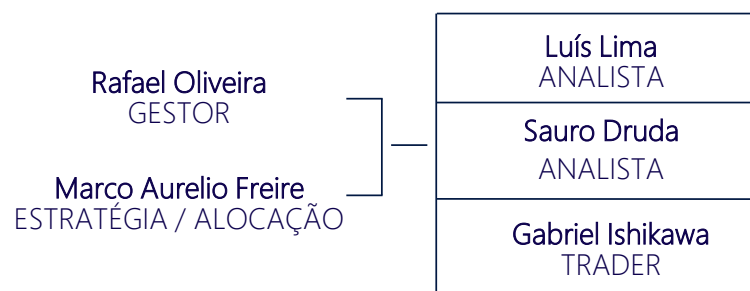 Rafael Oliveira
GESTOR
Marco Aurelio Freire
ESTRATÉGIA / ALOCAÇÃO
Luís Lima
ANALISTA
Sauro Druda
ANALISTA
Gabriel Ishikawa
TRADER